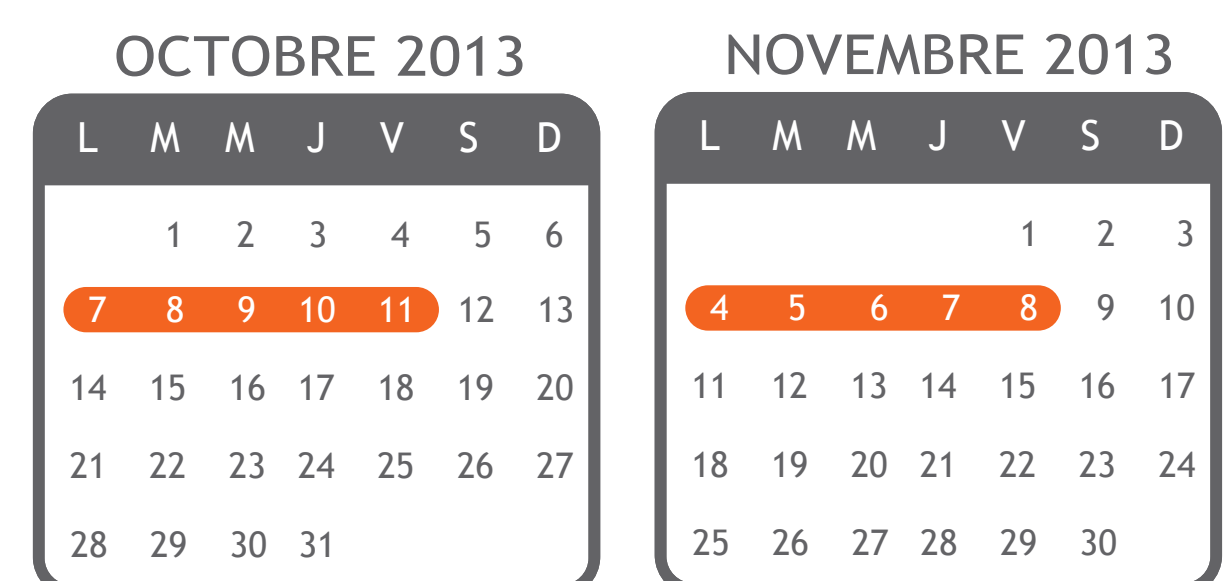 OCTOBRE 2013
L M M J V S D
1 2 3 4 5 6
7 8 9 10 11 12 13
14 15 16 17 18 19 20
21 22 23 24 25 26 27
28 29 30 31
NOVEMBRE 2013
L M M J V S D
1 2 3
4 5 6 7 8 9 10
11 12 13 14 15 16 17
18 19 20 21 22 23 24
25 26 27 28 29 30